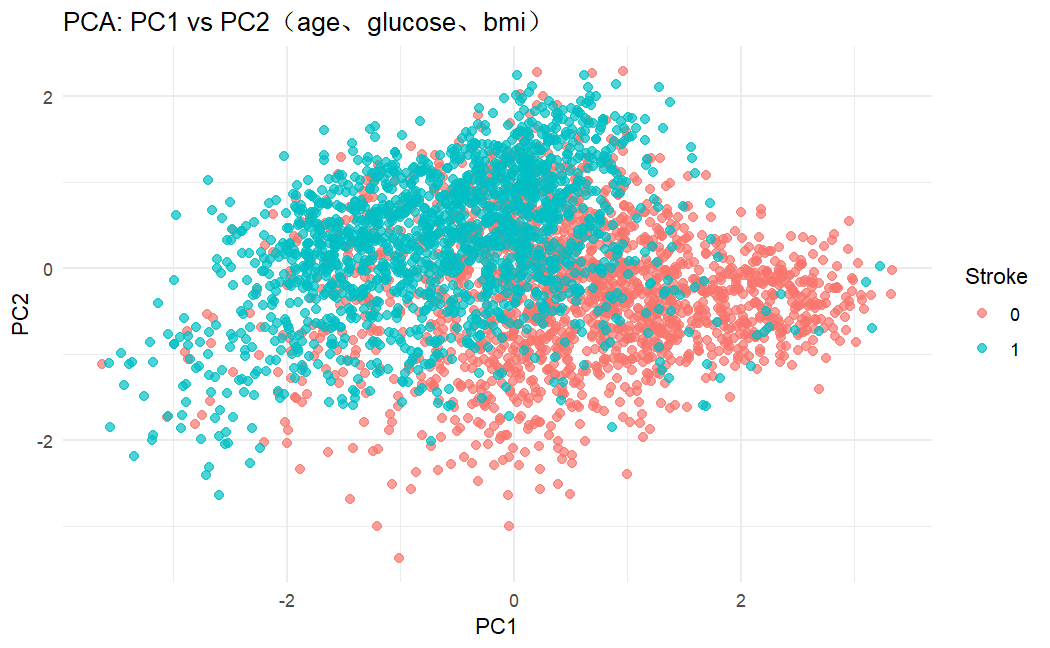 PCA: PC1 vs PC2（age、glucose、bmi）
2
0
-2
PC2
-2
0
2
PC1
Stroke
0
1